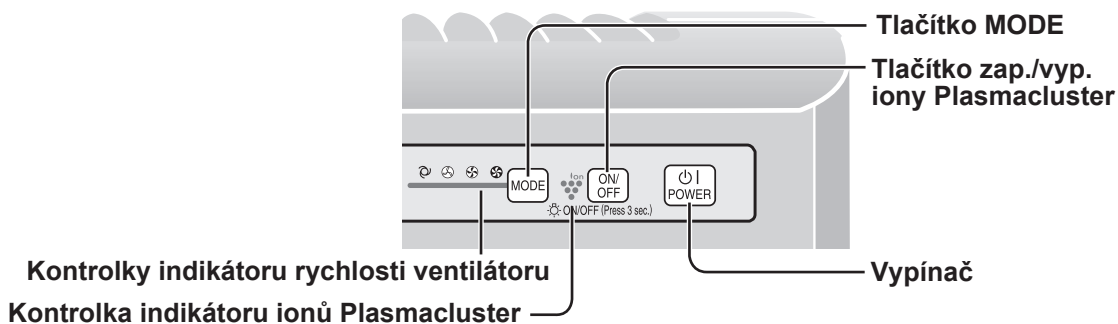 Tlačítko MODE
Tlačítko zap./vyp.
iony Plasmacluster
Ion
MODE
ON/
OFF
POWER
ON/OFF (Press 3 sec.)
Kontrolky indikátoru rychlosti ventilátoru
Vypínač
Kontrolka indikátoru ionů Plasmacluster